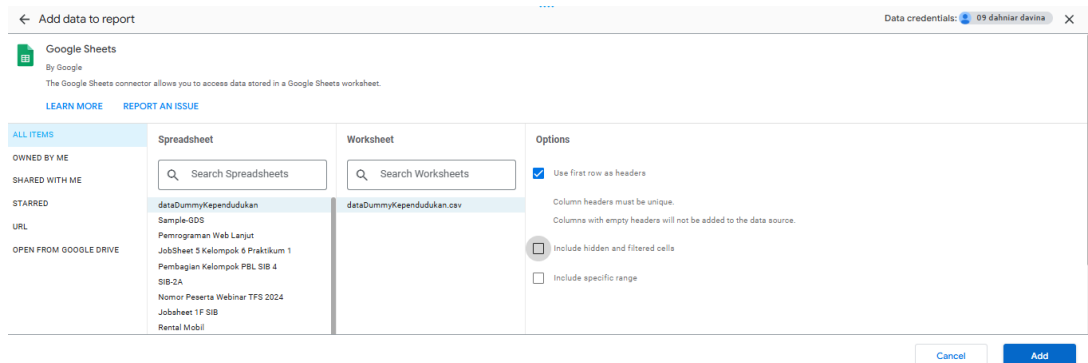 Add data to report
Data credentials: 09 dahniar davina
Google Sheets
By Google
The Google Sheets connector allows you to access data stored in a Google Sheets worksheet.
LEARN MORE REPORT AN ISSUE
ALL ITEMS
OWNED BY ME
SHARED WITH ME
STARRED
URL
OPEN FROM GOOGLE DRIVE
Spreadsheet
Search Spreadsheets
dataDummyKependudukan
Sample-GDS
Pemrograman Web Lanjut
JobSheet 5 Kelompok 6 Praktikum 1
Pembagian Kelompok PBL SIB 4
SIB-2A
Nomor Peserta Webinar TFS 2024
Jobsheet 1F SIB
Rental Mobil
Worksheet
Search Worksheets
dataDummyKependudukan.csv
Options
Use first row as headers
Column headers must be unique.
Columns with empty headers will not be added to the data source.
Include hidden and filtered cells
Include specific range
Cancel
Add